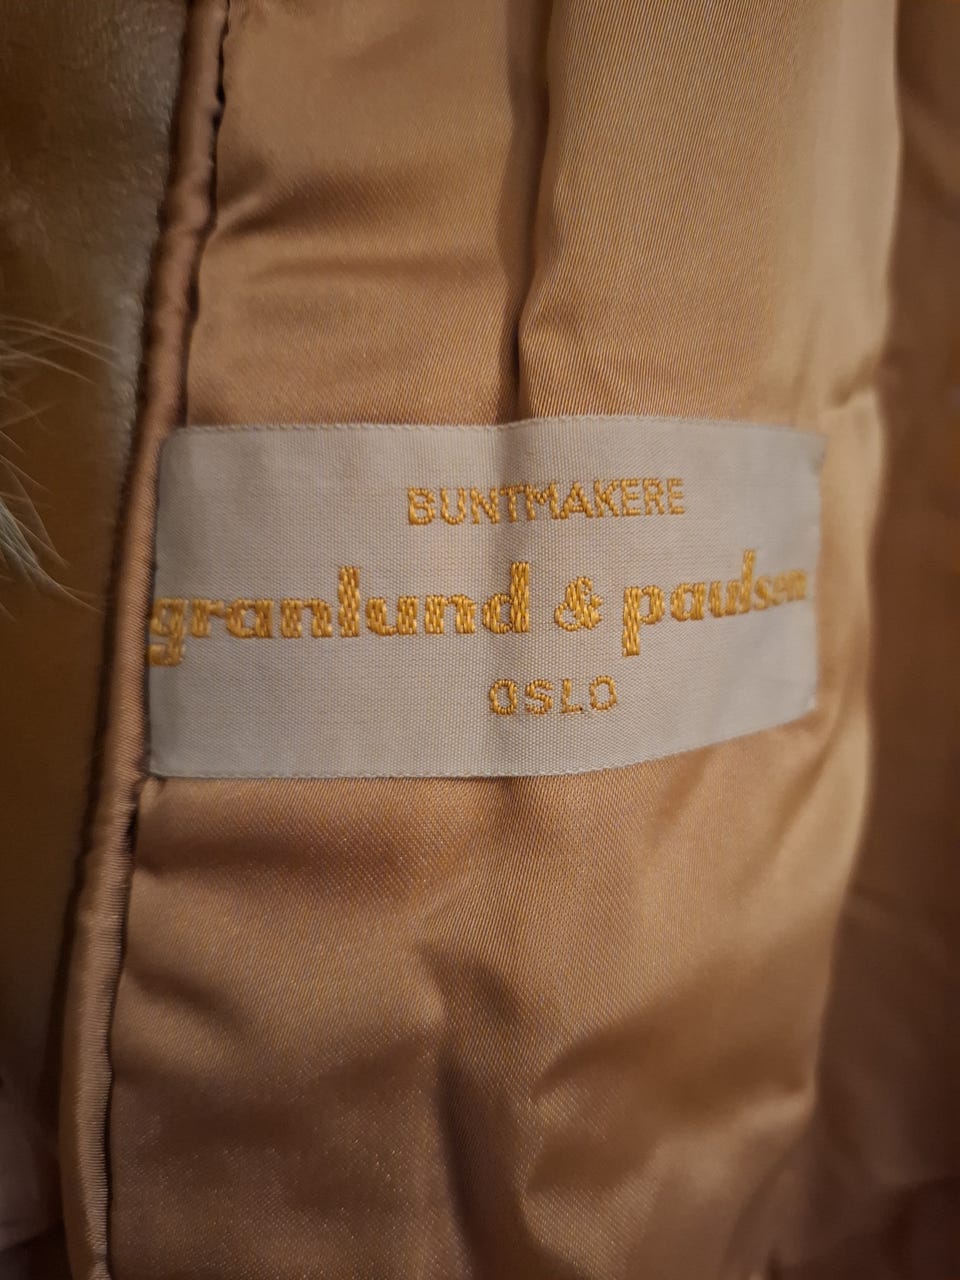 BUNTMAKERE
granlund & paulsen
OSLO